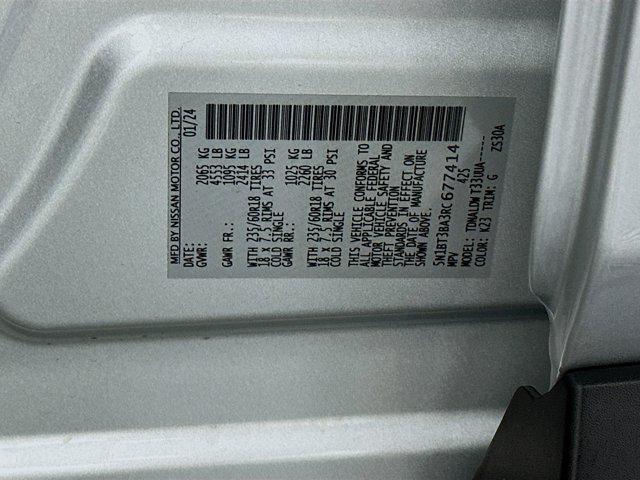 MFD BY NISSAN MOTOR CO., LTD.
DATE: 01/24
GVWR: 2065 KG
4553 LB
GAWR FR.: 1095 KG
2414 LB
WITH 235/60R18 TIRES
18 x 7.5 RIMS AT 33 PSI
COLD SINGLE
GAWR RR.: 1025 KG
2260 LB
WITH 235/60R18 TIRES
18 x 7.5 RIMS AT 30 PSI
COLD SINGLE
THIS VEHICLE CONFORMS TO
ALL APPLICABLE FEDERAL
MOTOR VEHICLE SAFETY AND
THEFT PREVENTION
STANDARDS IN EFFECT ON
THE DATE OF MANUFACTURE
SHOWN ABOVE.
5N1BT3BA3RC677414
MPV 425
MODEL: TDNALDW T33UUA-----
COLOR: K23 TRIM: G ZS30A